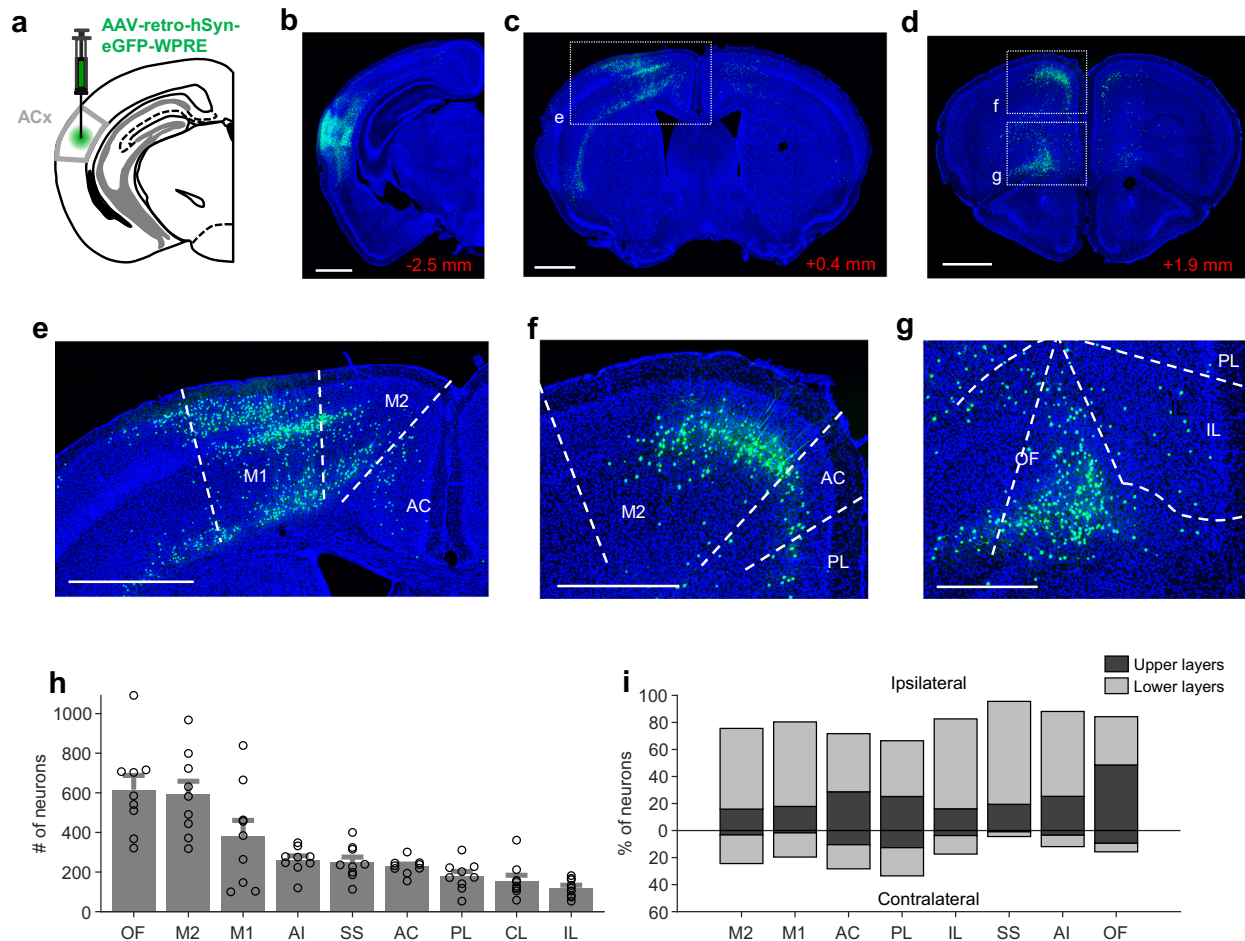 a
AAV-retro-hSyn-
eGFP-WPRE
ACx
b
-2.5 mm
c
e
+0.4 mm
d
f
g
+1.9 mm
e
M2
M1
AC
f
M2
AC
PL
g
PL
IL
IL
OF
h
# of neurons
1000
800
600
400
200
0
OF M2 M1 AI SS AC PL CL IL
i
Upper layers
Lower layers
Ipsilateral
% of neurons
100
80
60
40
20
0
20
40
60
Contralateral
M2 M1 AC PL IL SS AI OF